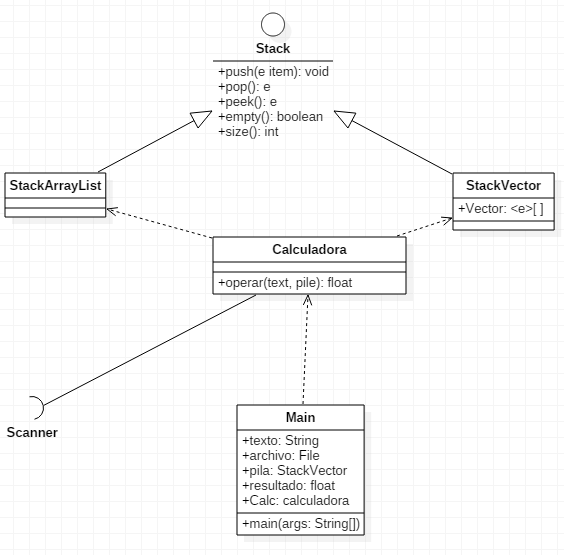 Stack
+push(e item): void
+pop(): e
+peek(): e
+empty(): boolean
+size(): int
StackArrayList
StackVector
+Vector: <e>[ ]
Calculadora
+operar(text, pile): float
Scanner
Main
+texto: String
+archivo: File
+pila: StackVector
+resultado: float
+Calc: calculadora
+main(args: String[])